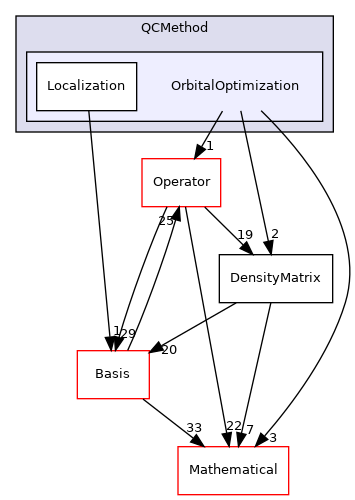 QCMethod
Localization
OrbitalOptimization
1
Operator
25
19
2
DensityMatrix
1
29
20
Basis
33
22
7
3
Mathematical